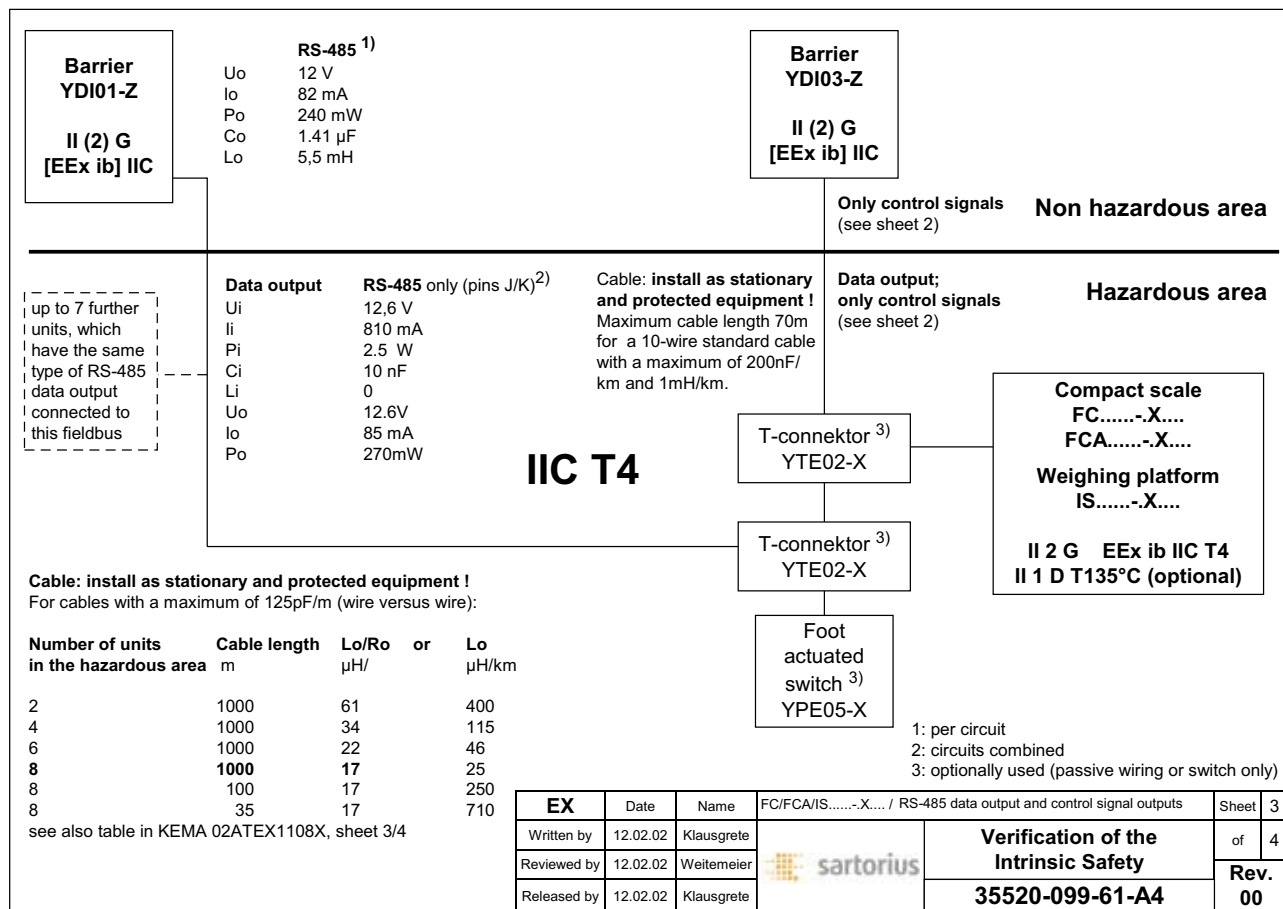 Barrier
YDI01-Z
II (2) G
[EEx ib] IIC
RS-485 1)
Uo 12 V
Io 82 mA
Po 240 mW
Co 1.41 µF
Lo 5,5 mH
Barrier
YDI03-Z
II (2) G
[EEx ib] IIC
Only control signals
(see sheet 2)
Non hazardous area
up to 7 further
units, which
have the same
type of RS-485
data output
connected to
this fieldbus
Data output RS-485 only (pins J/K)2)
Ui 12,6 V
Ii 810 mA
Pi 2.5 W
Ci 10 nF
Li 0
Uo 12.6V
Io 85 mA
Po 270mW
Cable: install as stationary
and protected equipment !
Maximum cable length 70m
for a 10-wire standard cable
with a maximum of 200nF/
km and 1mH/km.
Data output;
only control signals
(see sheet 2)
Hazardous area
IIC T4
T-connektor 3)
YTE02-X
Compact scale
FC......-.X....
FCA......-.X....
Weighing platform
IS......-.X....
II 2 G EEx ib IIC T4
II 1 D T135°C (optional)
T-connektor 3)
YTE02-X
Foot
actuated
switch 3)
YPE05-X
Cable: install as stationary and protected equipment !
For cables with a maximum of 125pF/m (wire versus wire):
Number of units Cable length Lo/Ro or Lo
in the hazardous area m µH/ µH/km
2 1000 61 400
4 1000 34 115
6 1000 22 46
8 1000 17 25
8 100 17 250
8 35 17 710
see also table in KEMA 02ATEX1108X, sheet 3/4
1: per circuit
2: circuits combined
3: optionally used (passive wiring or switch only)
EX Date Name FC/FCA/IS......-.X.... / RS-485 data output and control signal outputs Sheet 3
Written by 12.02.02 Klausgrete
Reviewed by 12.02.02 Weitemeier
Released by 12.02.02 Klausgrete
sartorius
Verification of the
Intrinsic Safety
35520-099-61-A4
of 4
Rev.
00